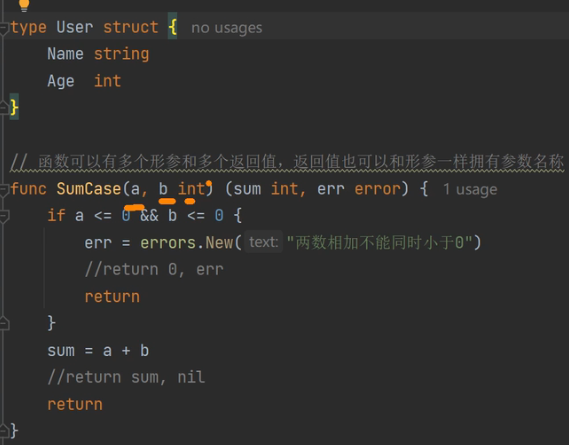 type User struct { no usages
Name string
Age int
}
// 函数可以有多个形参和多个返回值，返回值也可以和形参一样拥有参数名称
func SumCase(a, b int) (sum int, err error) { 1 usage
if a <= 0 && b <= 0 {
err = errors.New( text: "两数相加不能同时小于0")
//return 0, err
return
}
sum = a + b
//return sum, nil
return
}